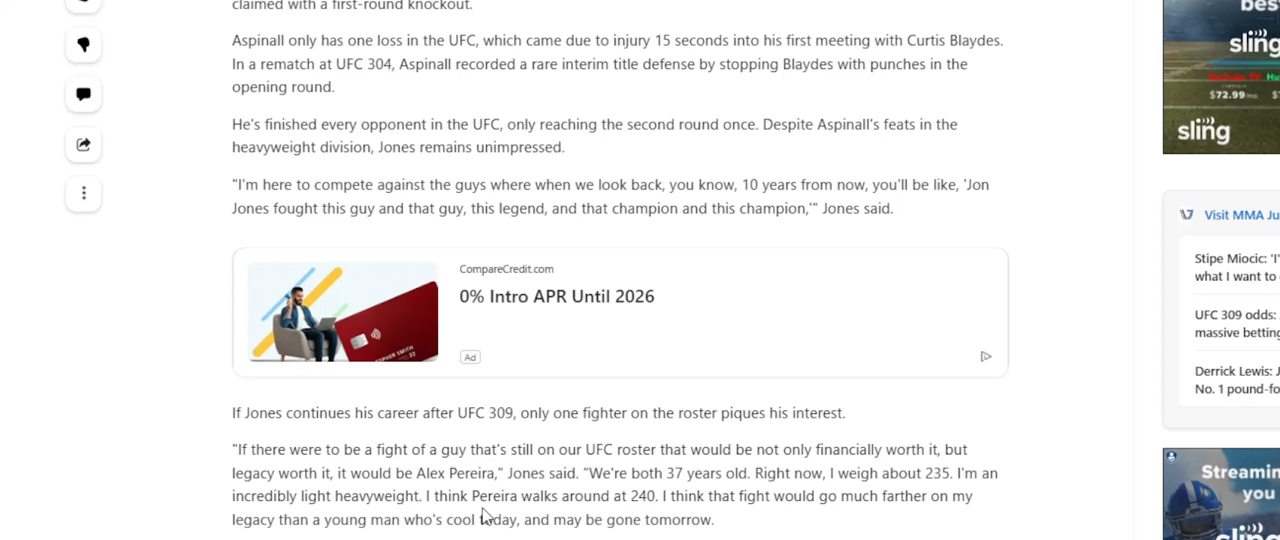 claimed with a first-round knockout.
Aspinall only has one loss in the UFC, which came due to injury 15 seconds into his first meeting with Curtis Blaydes.
In a rematch at UFC 304, Aspinall recorded a rare interim title defense by stopping Blaydes with punches in the
opening round.
He's finished every opponent in the UFC, only reaching the second round once. Despite Aspinall's feats in the
heavyweight division, Jones remains unimpressed.
"I'm here to compete against the guys where when we look back, you know, 10 years from now, you'll be like, 'Jon
Jones fought this guy and that guy, this legend, and that champion and this champion,'" Jones said.
CompareCredit.com
0% Intro APR Until 2026
Ad
If Jones continues his career after UFC 309, only one fighter on the roster piques his interest.
"If there were to be a fight of a guy that's still on our UFC roster that would be not only financially worth it, but
legacy worth it, it would be Alex Pereira," Jones said. "We're both 37 years old. Right now, I weigh about 235. I'm an
incredibly light heavyweight. I think Pereira walks around at 240. I think that fight would go much farther on my
legacy than a young man who's cool today, and may be gone tomorrow.
bes
sling
YouTube TV Hu
$72.99/mo.
sling
Visit MMA Ju
Stipe Miocic: 'I'
what I want to
UFC 309 odds:
massive betting
Derrick Lewis: J
No. 1 pound-fo
Stream
you
sling